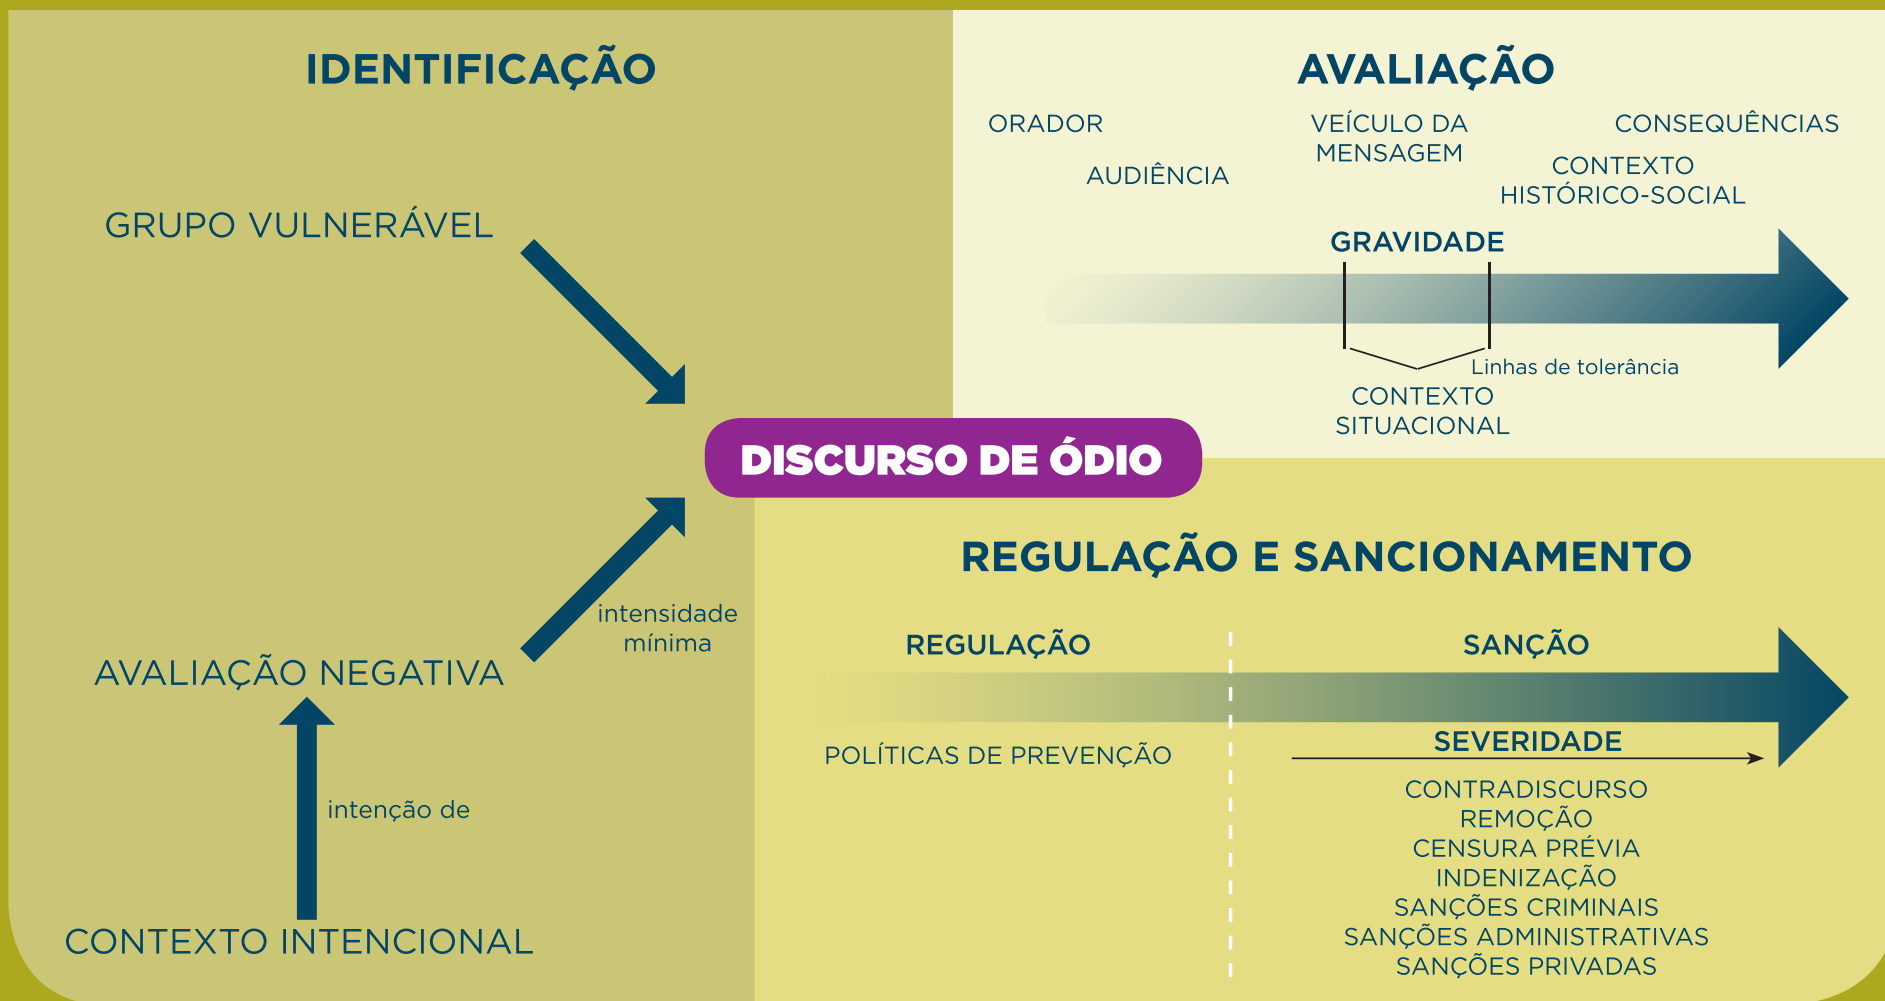 IDENTIFICAÇÃO
GRUPO VULNERÁVEL
AVALIAÇÃO NEGATIVA
intensidade
mínima
intenção de
CONTEXTO INTENCIONAL
DISCURSO DE ÓDIO
AVALIAÇÃO
ORADOR
AUDIÊNCIA
VEÍCULO DA
MENSAGEM
CONSEQUÊNCIAS
CONTEXTO
HISTÓRICO-SOCIAL
GRAVIDADE
Linhas de tolerância
CONTEXTO
SITUACIONAL
REGULAÇÃO E SANCIONAMENTO
REGULAÇÃO
SANÇÃO
POLÍTICAS DE PREVENÇÃO
SEVERIDADE
CONTRADISCURSO
REMOÇÃO
CENSURA PRÉVIA
INDENIZAÇÃO
SANÇÕES CRIMINAIS
SANÇÕES ADMINISTRATIVAS
SANÇÕES PRIVADAS